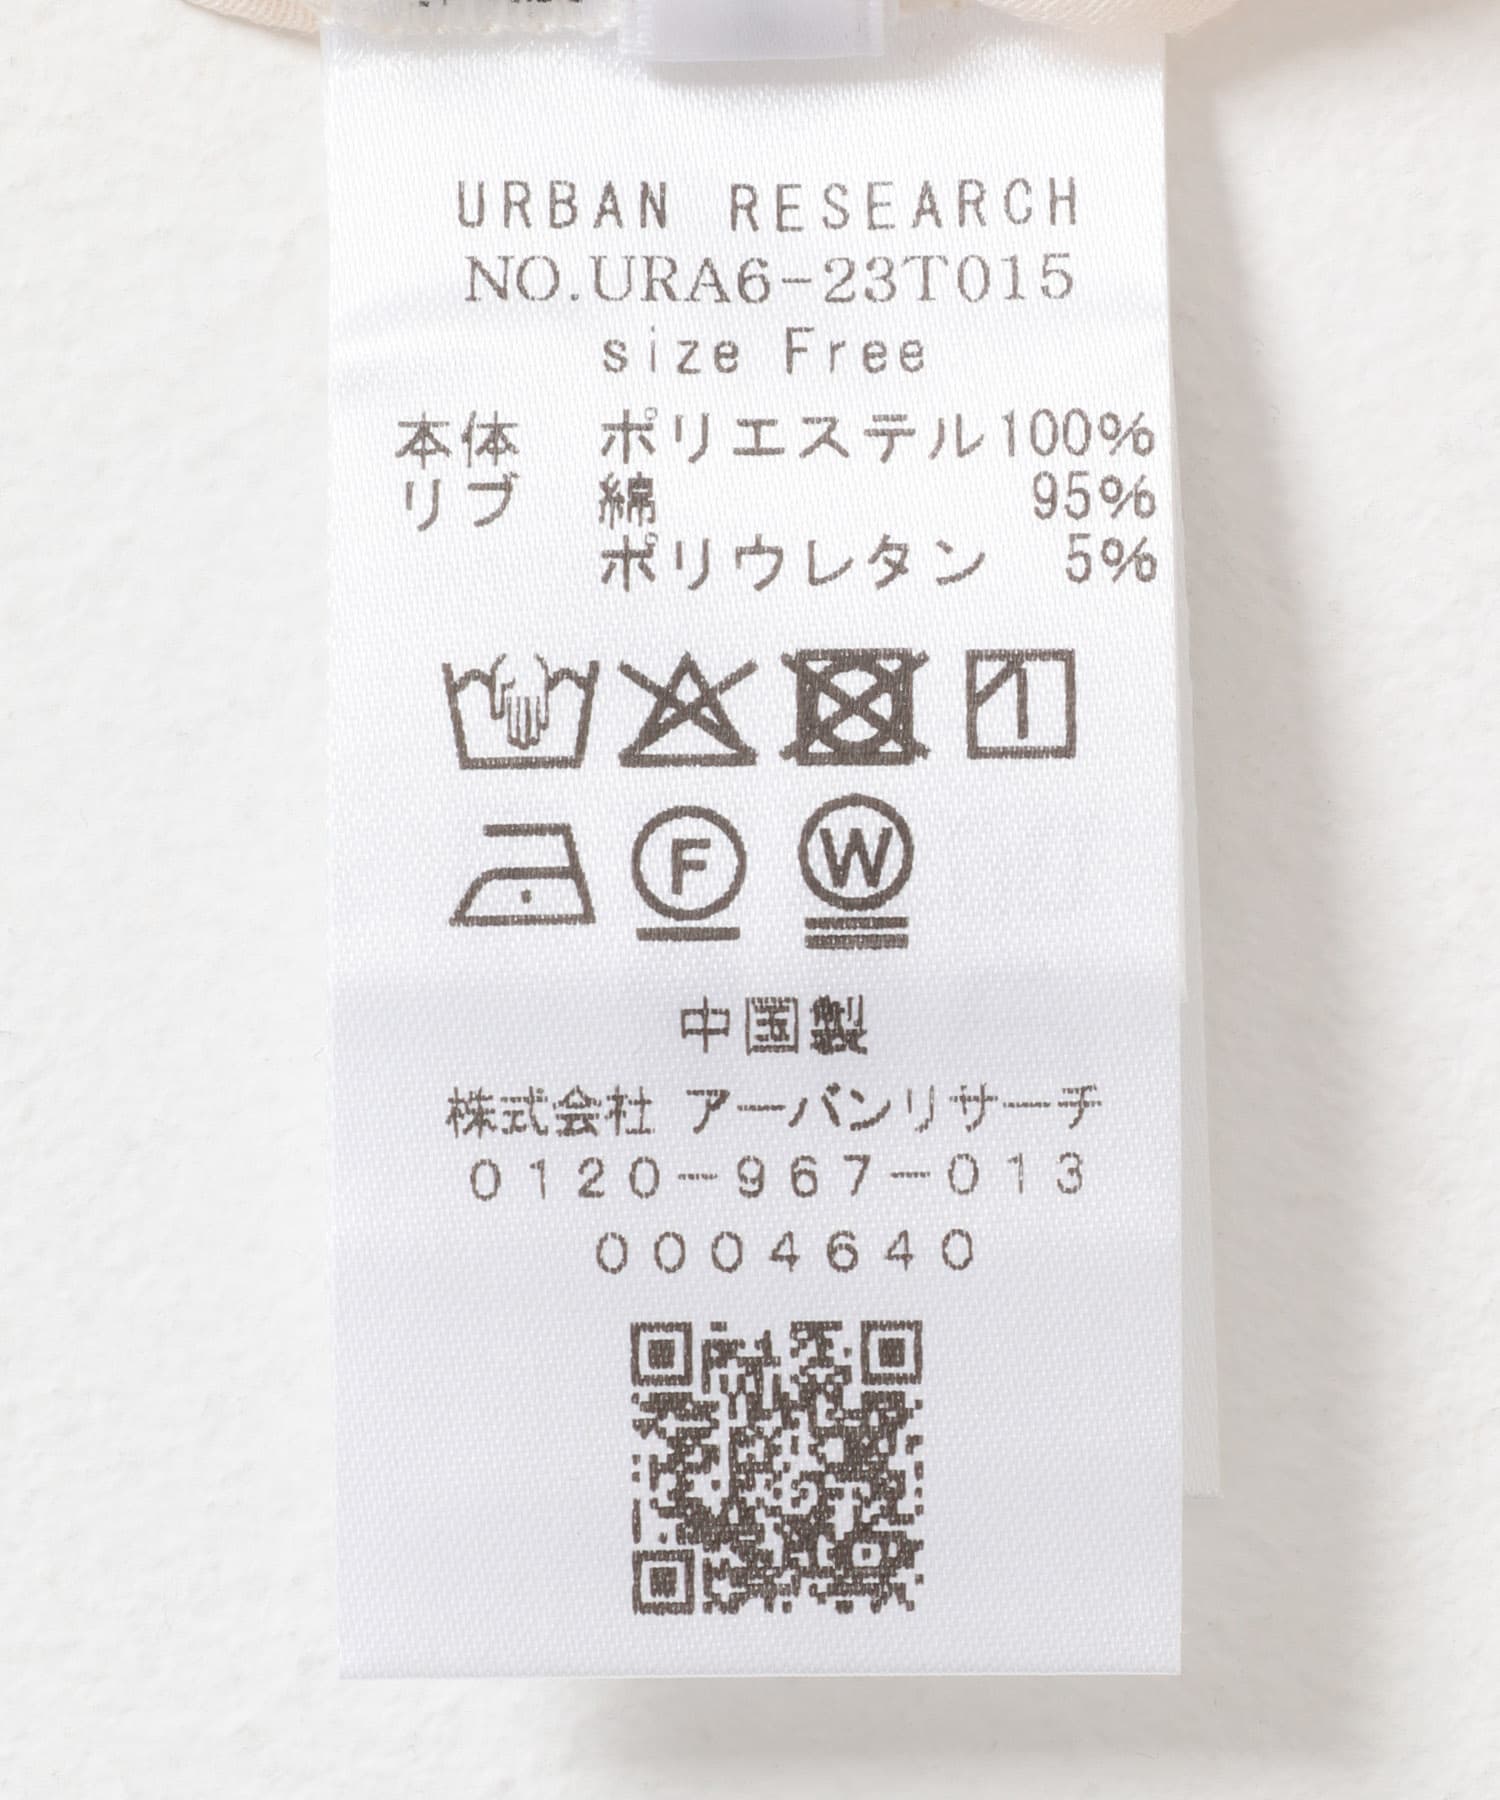 URBAN RESEARCH
NO.URA6-23T015
size Free
本体 ポリエステル100%
リブ 綿 95%
ポリウレタン 5%
F W
中国製
株式会社 アーバンリサーチ
0120-967-013
0004640